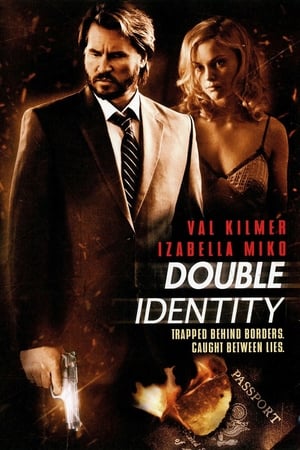 VAL KILMER
IZABELLA MIKO
DOUBLE
IDENTITY
TRAPPED BEHIND BORDERS.
CAUGHT BETWEEN LIES.
PASSPORT